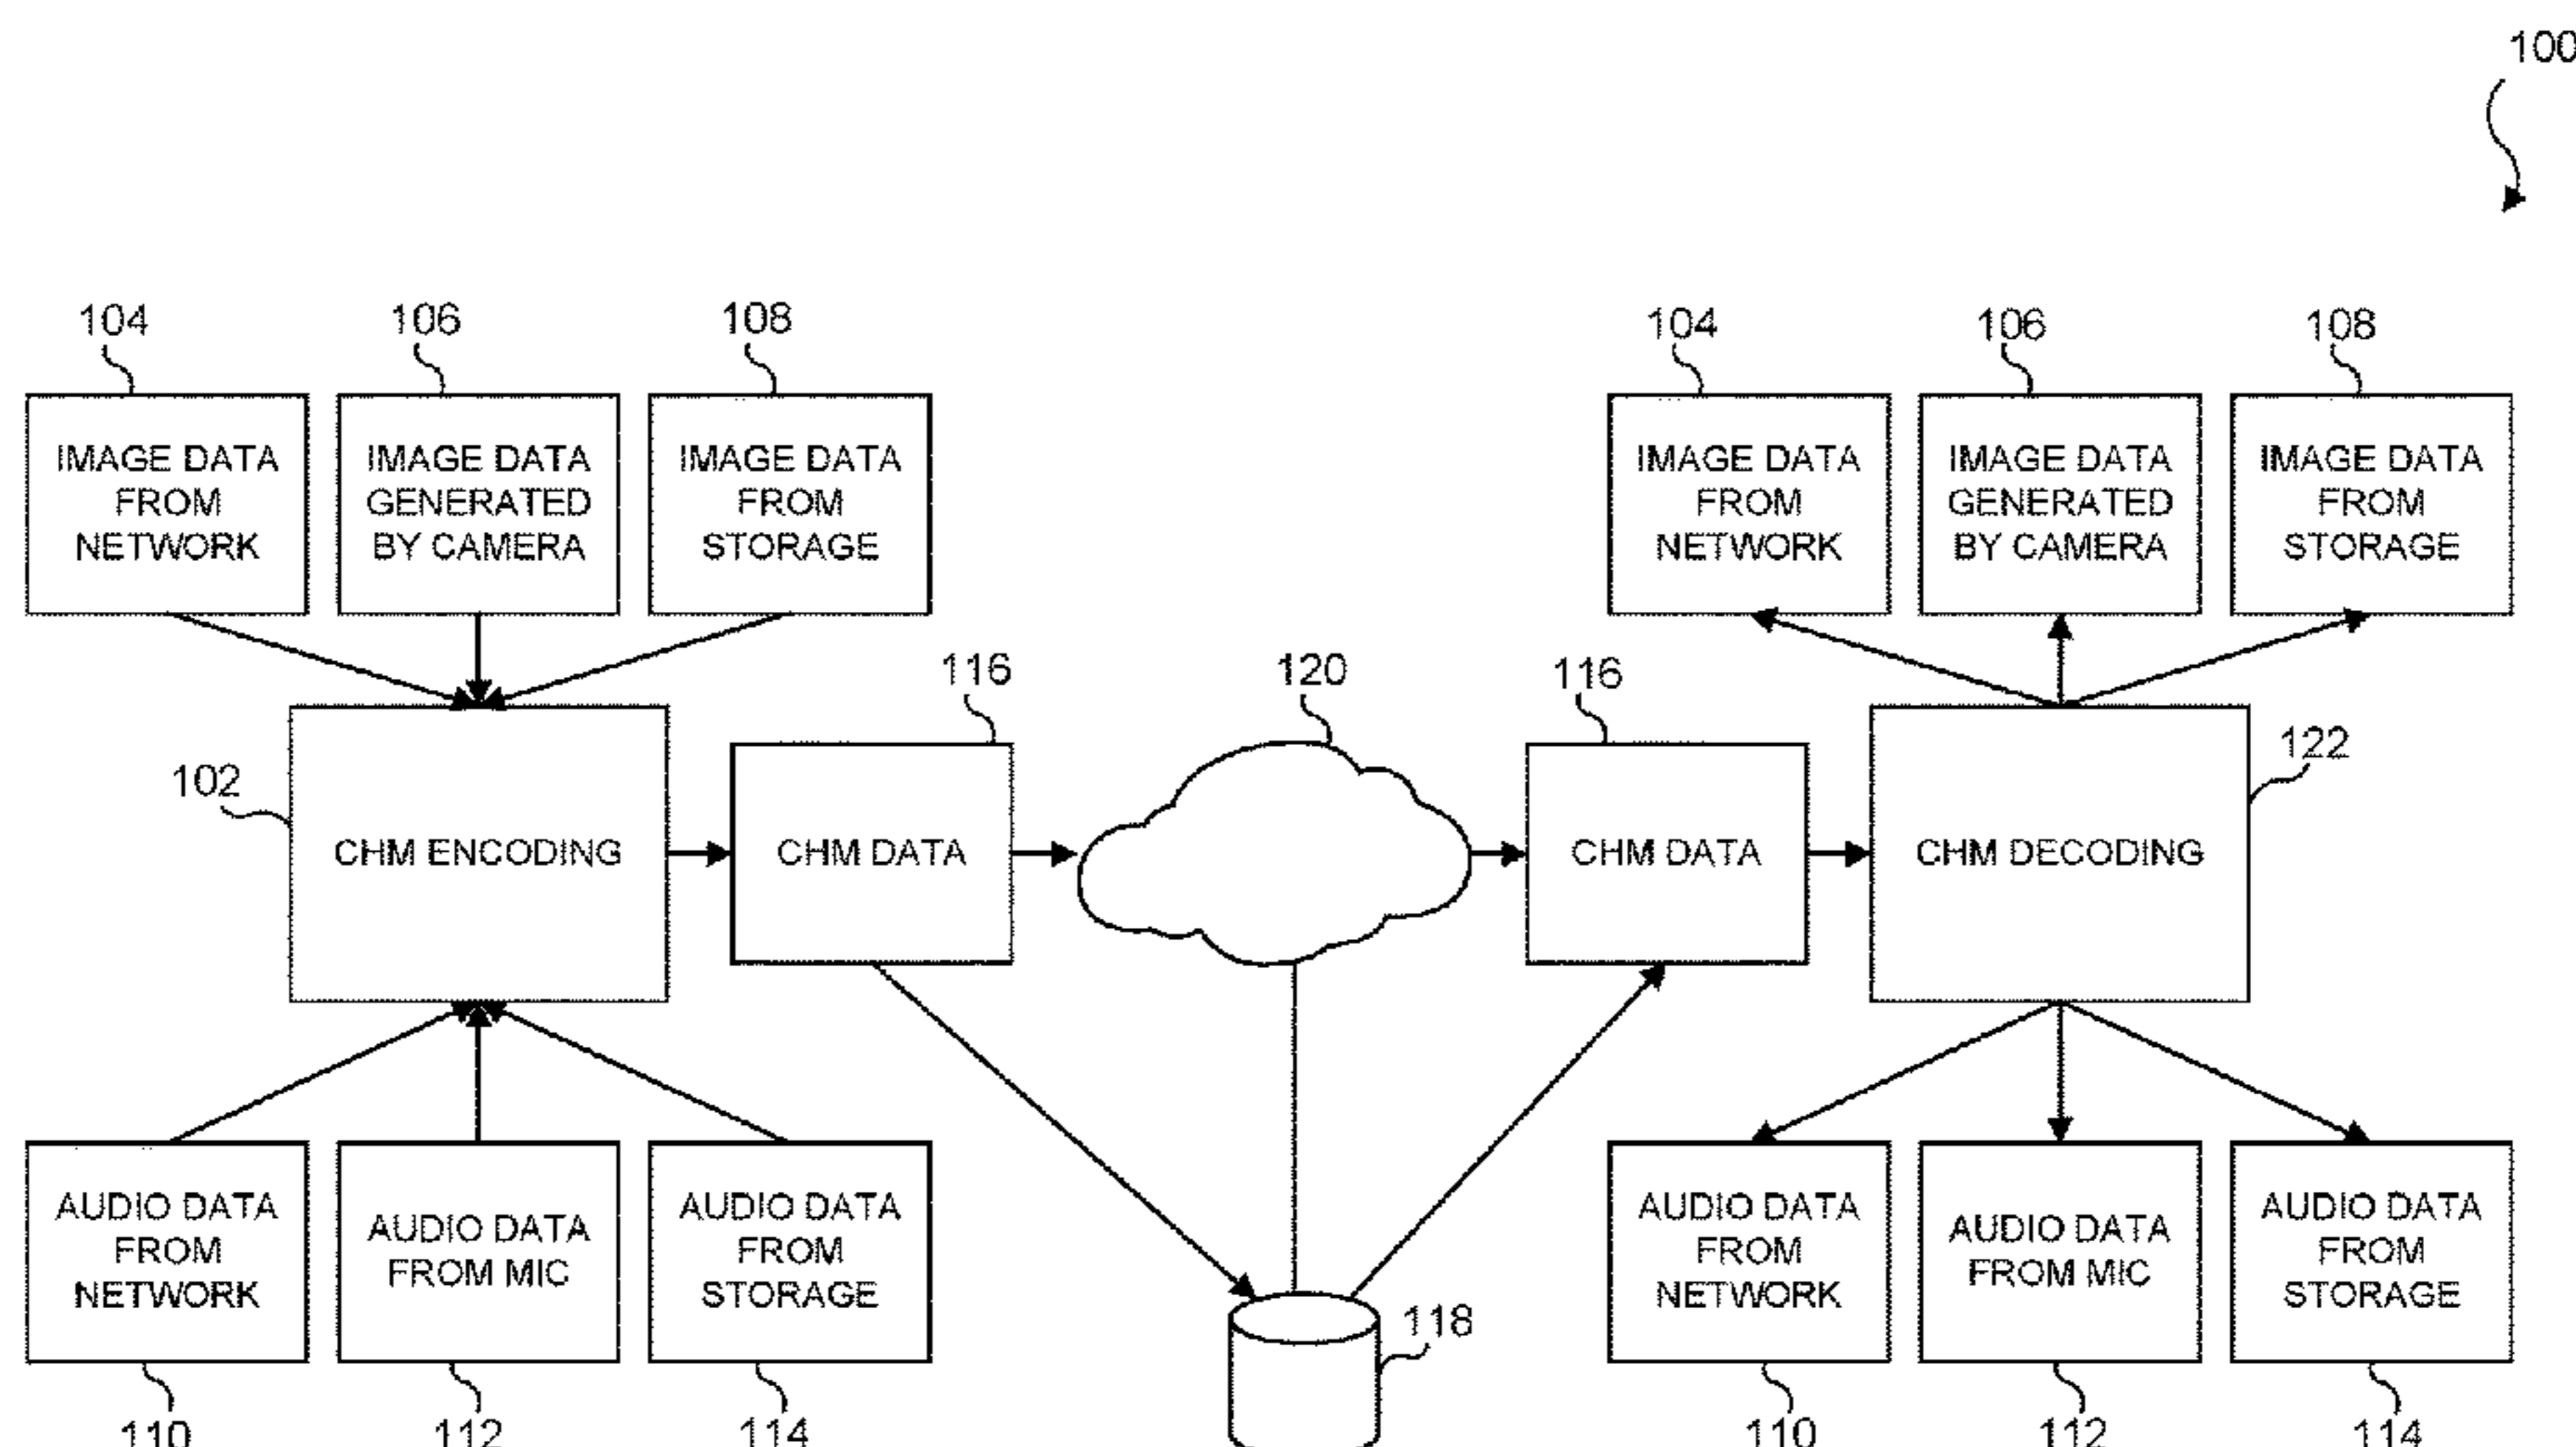 100
104
106
108
104
106
108
IMAGE DATA
FROM
NETWORK
IMAGE DATA
GENERATED
BY CAMERA
IMAGE DATA
FROM
STORAGE
IMAGE DATA
FROM
NETWORK
IMAGE DATA
GENERATED
BY CAMERA
IMAGE DATA
FROM
STORAGE
116
120
116
102
122
CHM ENCODING
CHM DATA
CHM DATA
CHM DECODING
AUDIO DATA
FROM
NETWORK
AUDIO DATA
FROM MIC
AUDIO DATA
FROM
STORAGE
118
AUDIO DATA
FROM
NETWORK
AUDIO DATA
FROM MIC
AUDIO DATA
FROM
STORAGE
110
112
114
110
112
114